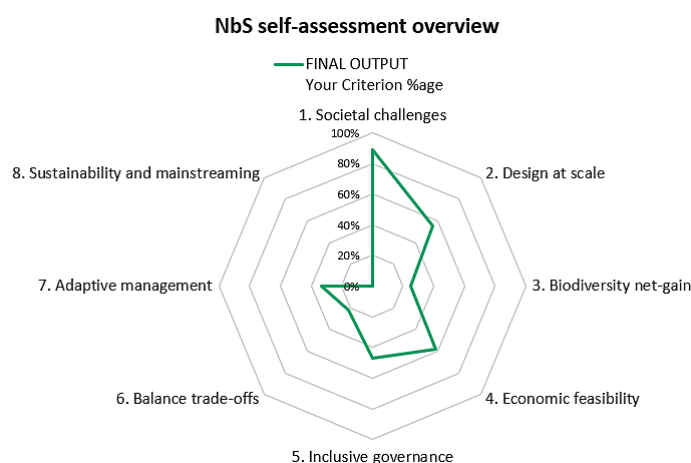 NbS self-assessment overview
FINAL OUTPUT
Your Criterion %age
1. Societal challenges
100%
80%
60%
40%
20%
0%
2. Design at scale
3. Biodiversity net-gain
4. Economic feasibility
5. Inclusive governance
6. Balance trade-offs
7. Adaptive management
8. Sustainability and mainstreaming